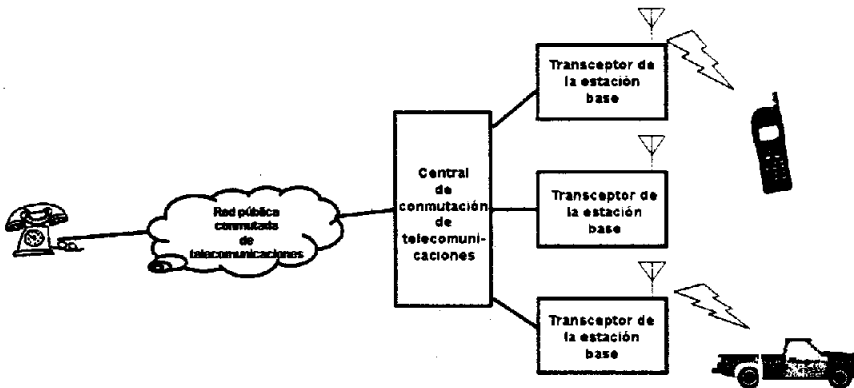 Transceptor de
la estación
base
Central
de
conmutación
de
telecomuni-
caciones
Red pública
conmutada
de
telecomunicaciones
Transceptor de
la estación
base
Transceptor de
la estación
base